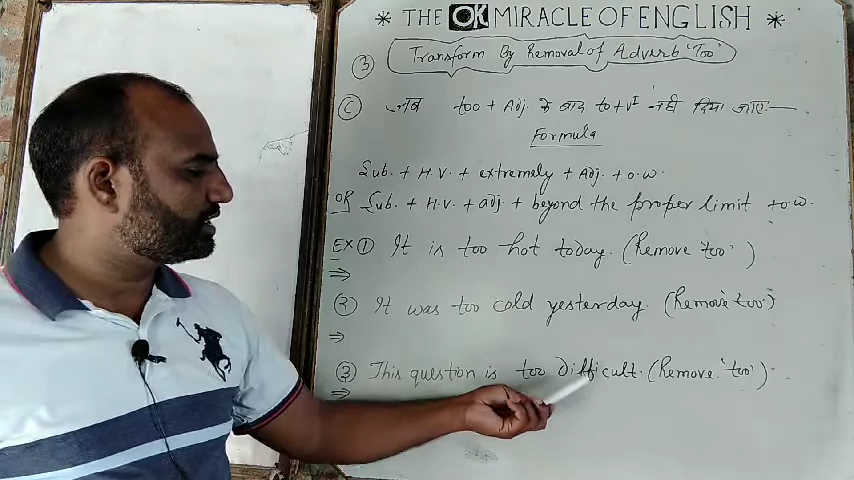 * THE OK MIRACLE OF ENGLISH *
③ Transform By Removal of Adverb 'Too'
Ⓒ जब too + Adj. के बाद to + V¹ नहीं दिया जाए —
Formula
Sub. + H.V. + extremely + Adj. + o.w.
OR Sub. + H.V. + adj + beyond the proper limit + o.w.
EX ① It is too hot today. (Remove 'too')
⇒
② It was too cold yesterday. (Remove 'too')
⇒
③ This question is too difficult. (Remove 'too')
⇒